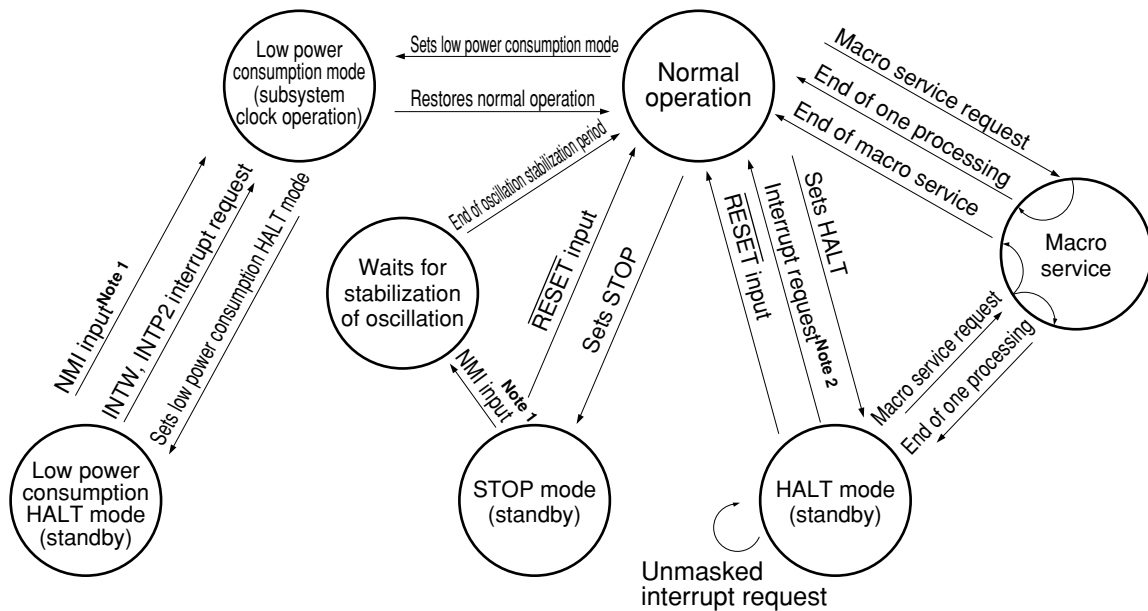 Low power
consumption mode
(subsystem
clock operation)
Sets low power consumption mode
Restores normal operation
Normal
operation
Macro service request
End of one processing
End of macro service
Macro
service
End of oscillation stabilization period
Waits for
stabilization
of oscillation
NMI input Note 1
INTW, INTP2 interrupt request
Sets low power consumption HALT mode
RESET input
Sets STOP
RESET input
Interrupt request Note 2
Sets HALT
NMI input Note 1
Macro service request
End of one processing
Low power
consumption
HALT mode
(standby)
STOP mode
(standby)
HALT mode
(standby)
Unmasked
interrupt request